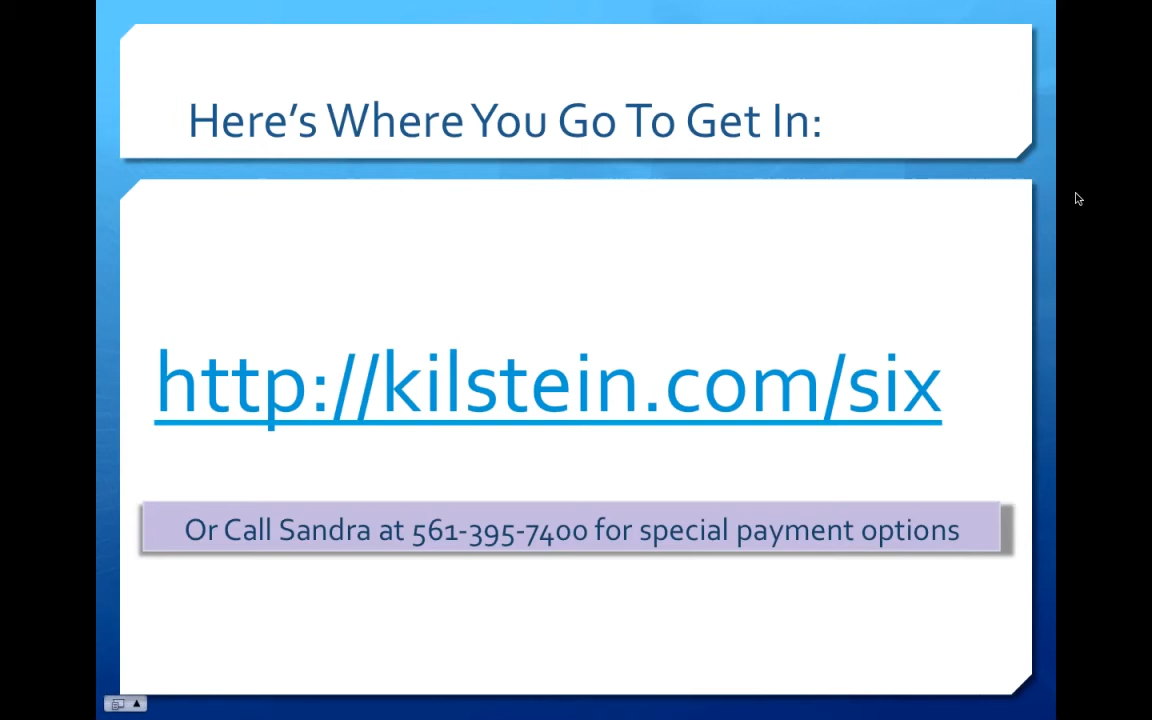 Here’s Where You Go To Get In:
http://kilstein.com/six
Or Call Sandra at 561-395-7400 for special payment options